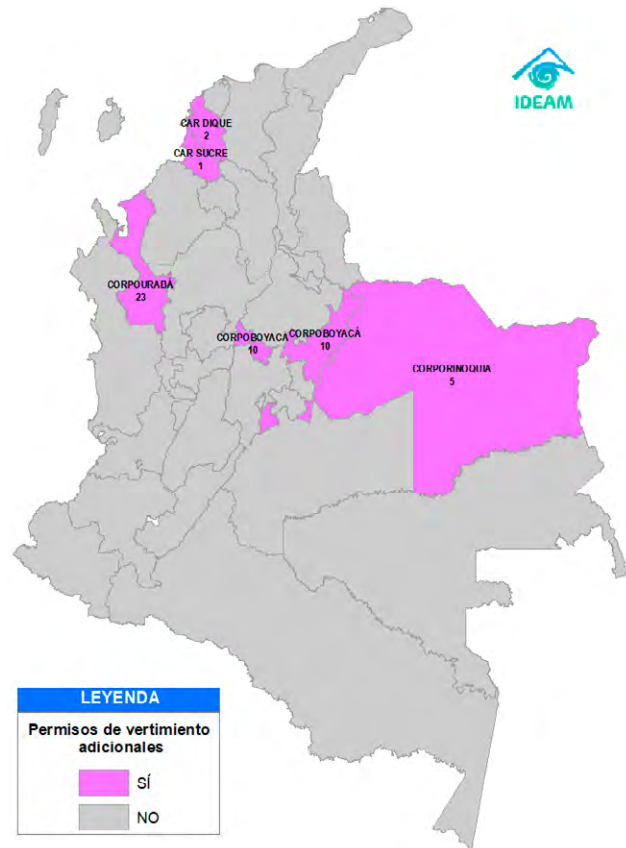 IDEAM
CAR DIQUE
2
CAR SUCRE
1
CORPOURABÁ
23
CORPOBOYACÁ
10
CORPOBOYACÁ
10
CORPORINOQUIA
5
LEYENDA
Permisos de vertimiento
adicionales
SÍ
NO